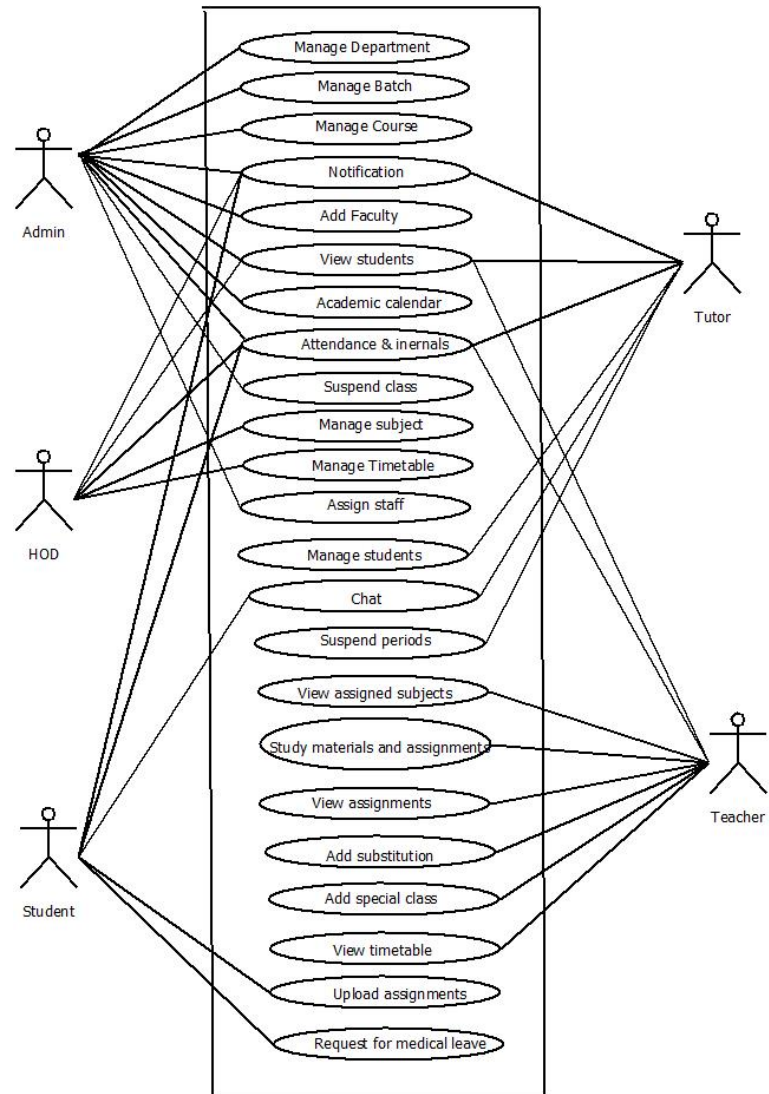 Manage Department
Manage Batch
Manage Course
Notification
Add Faculty
View students
Academic calendar
Attendance & inernals
Suspend class
Manage subject
Manage Timetable
Assign staff
Manage students
Chat
Suspend periods
View assigned subjects
Study materials and assignments
View assignments
Add substitution
Add special class
View timetable
Upload assignments
Request for medical leave
Admin
HOD
Student
Tutor
Teacher